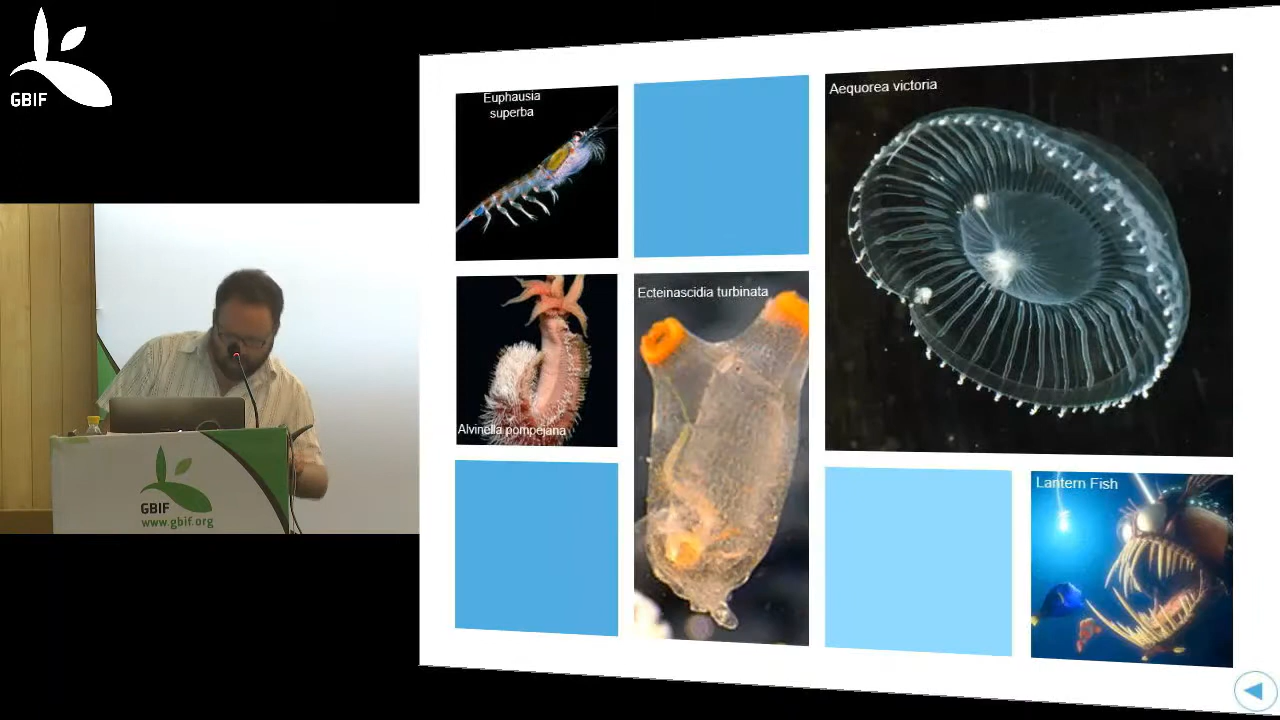 GBIF
Euphausia
superba
Aequorea victoria
Ecteinascidia turbinata
Alvinella pompejana
Lantern Fish
GBIF
www.gbif.org